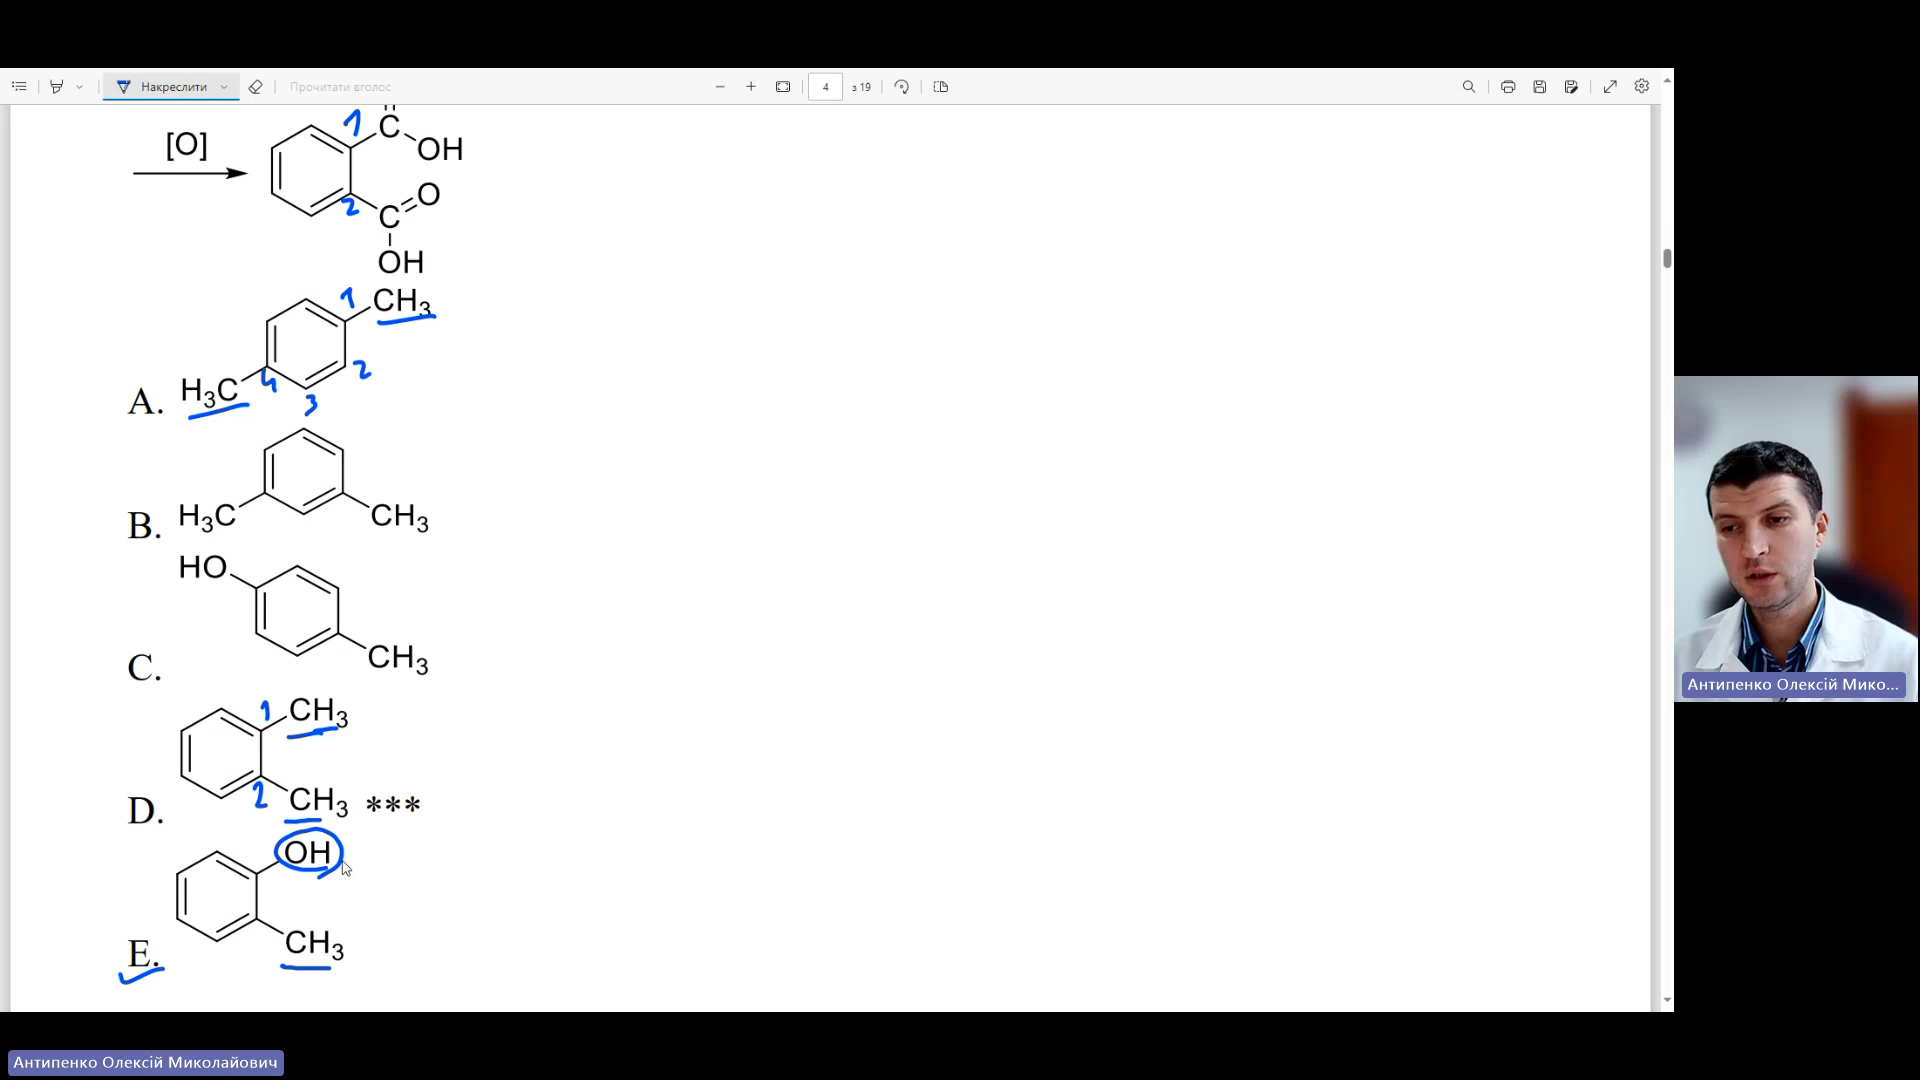 Накреслити
Прочитати вголос
4
з 19
[O]
1
C
OH
2
C
O
OH
1
CH3
2
3
4
H3C
A.
H3C
CH3
B.
HO
CH3
C.
1
CH3
2
CH3
D.
***
OH
CH3
E.
Антипенко Олексій Мико...
Антипенко Олексій Миколайович